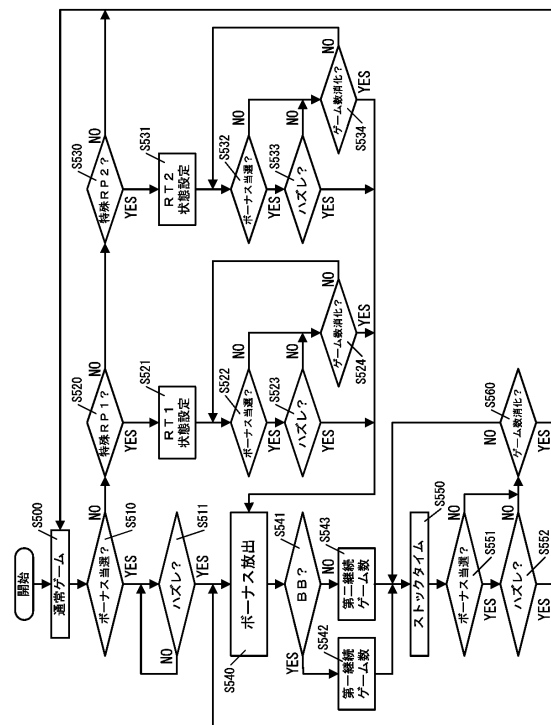 開始
S500
通常ゲーム
S510
ボーナス当選?
NO
YES
S511
ハズレ?
NO
YES
S520
特殊RP1?
NO
YES
S521
RT1
状態設定
S522
ボーナス当選?
NO
YES
S523
ハズレ?
NO
YES
S524
ゲーム数消化?
NO
YES
S530
特殊RP2?
NO
YES
S531
RT2
状態設定
S532
ボーナス当選?
NO
YES
S533
ハズレ?
NO
YES
S534
ゲーム数消化?
NO
YES
S540
ボーナス放出
S541
BB?
YES
NO
S542
第一継続
ゲーム数
S543
第二継続
ゲーム数
S550
ストックタイム
S551
ボーナス当選?
NO
YES
S552
ハズレ?
NO
YES
S560
ゲーム数消化?
NO
YES